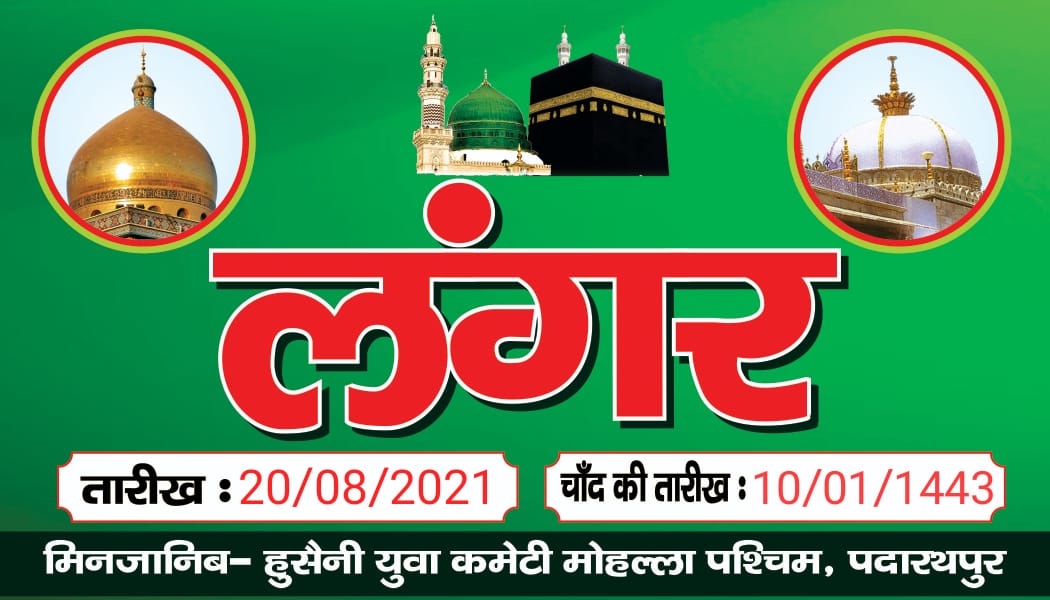 लंगर
तारीख : 20/08/2021
चाँद की तारीख : 10/01/1443
मिनजानिब- हुसैनी युवा कमेटी मोहल्ला पश्चिम, पदारथपुर